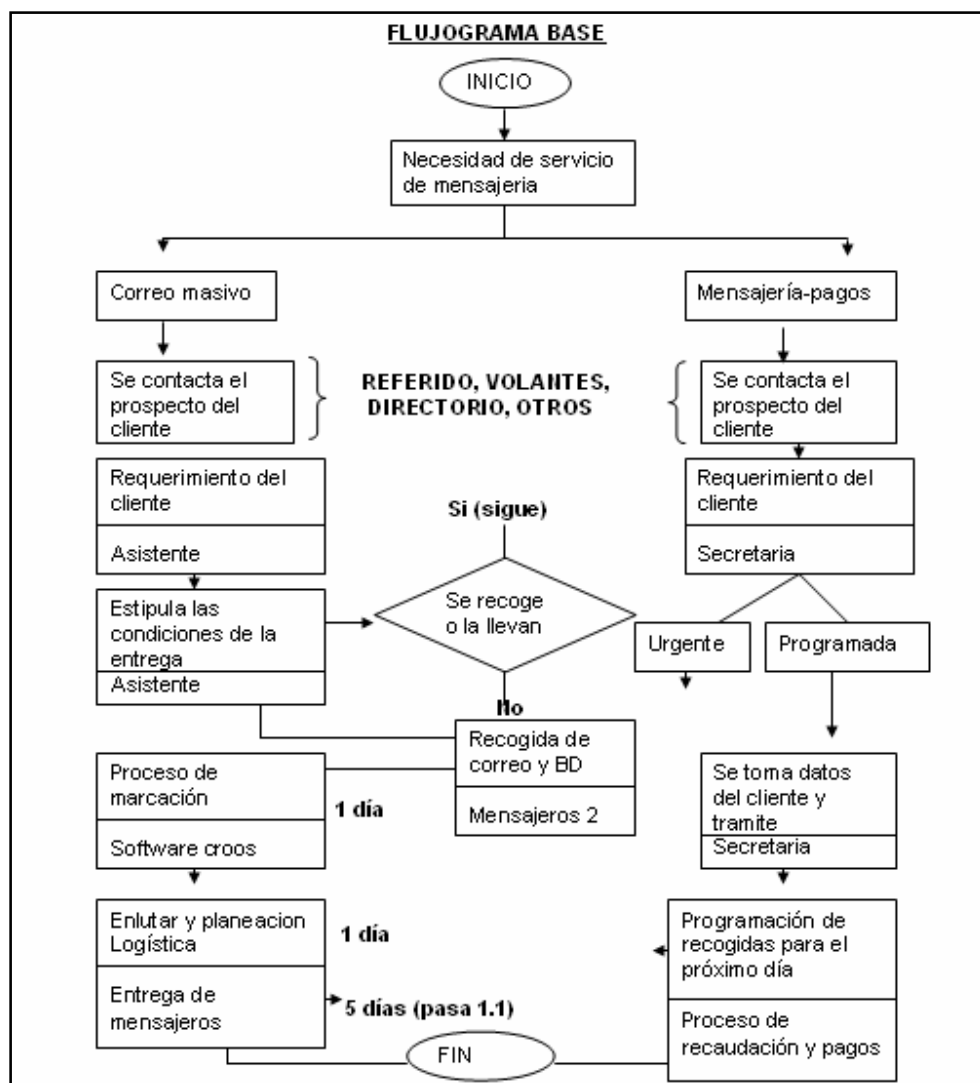 FLUJOGRAMA BASE
INICIO
Necesidad de servicio
de mensajeria
Correo masivo
Mensajería-pagos
Se contacta el
prospecto del
cliente
REFERIDO, VOLANTES,
DIRECTORIO, OTROS
Se contacta el
prospecto del
cliente
Requerimiento del
cliente
Asistente
Si (sigue)
Requerimiento del
cliente
Secretaria
Estipula las
condiciones de la
entrega
Asistente
Se recoge
o la llevan
Urgente
Programada
No
Recogida de
correo y BD
Mensajeros 2
Proceso de
marcación
Software croos
1 día
Se toma datos
del cliente y
tramite
Secretaria
Enlutar y planeacion
Logística
Entrega de
mensajeros
1 día
5 días (pasa 1.1)
Programación de
recogidas para el
próximo día
Proceso de
recaudación y pagos
FIN